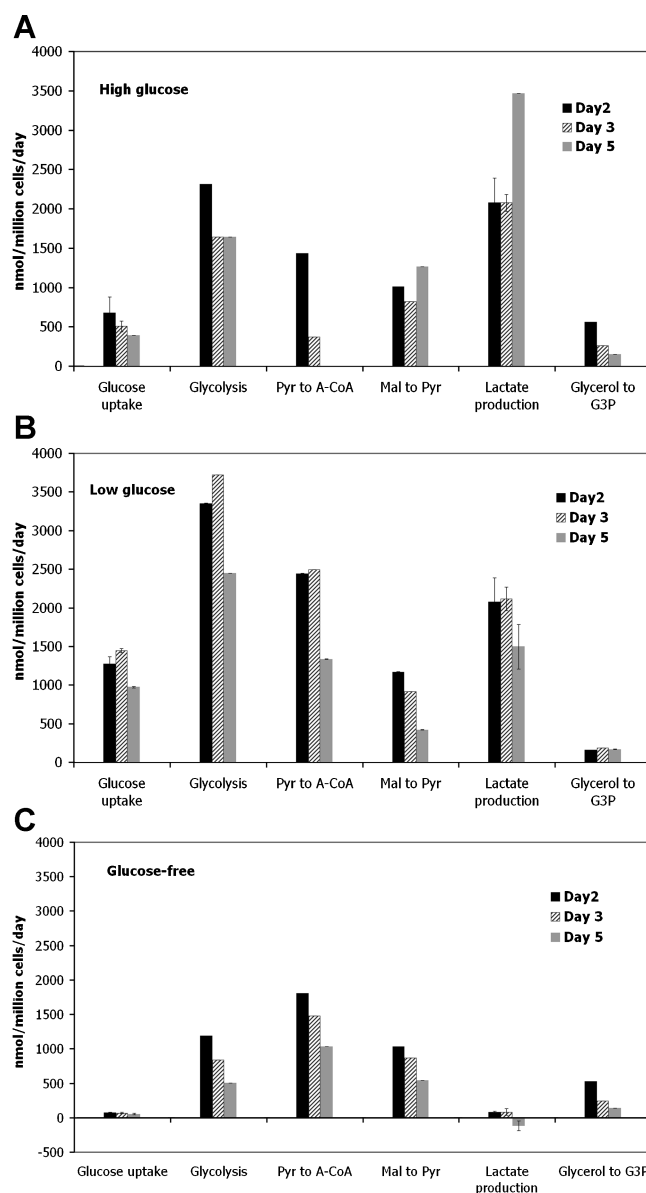 A
4000
3500
3000
2500
2000
1500
1000
500
0
nmol/million cells/day
High glucose
Day2
Day 3
Day 5
Glucose uptake
Glycolysis
Pyr to A-CoA
Mal to Pyr
Lactate production
Glycerol to G3P
B
4000
3500
3000
2500
2000
1500
1000
500
0
nmol/million cells/day
Low glucose
Day2
Day 3
Day 5
Glucose uptake
Glycolysis
Pyr to A-CoA
Mal to Pyr
Lactate production
Glycerol to G3P
C
4000
3500
3000
2500
2000
1500
1000
500
0
-500
nmol/million cells/day
Glucose-free
Day2
Day 3
Day 5
Glucose uptake
Glycolysis
Pyr to A-CoA
Mal to Pyr
Lactate production
Glycerol to G3P